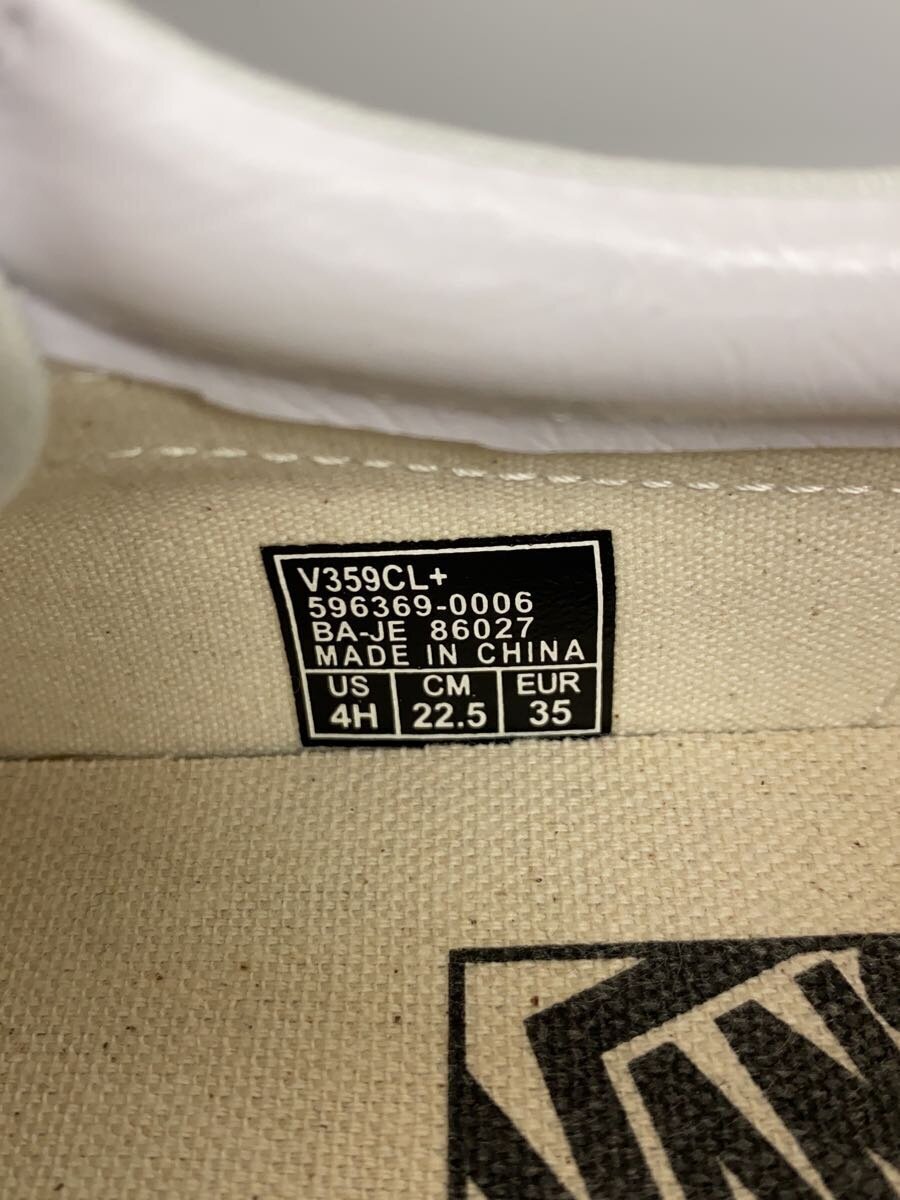 V359CL+
596369-0006
BA-JE 86027
MADE IN CHINA
US CM EUR
4H 22.5 35